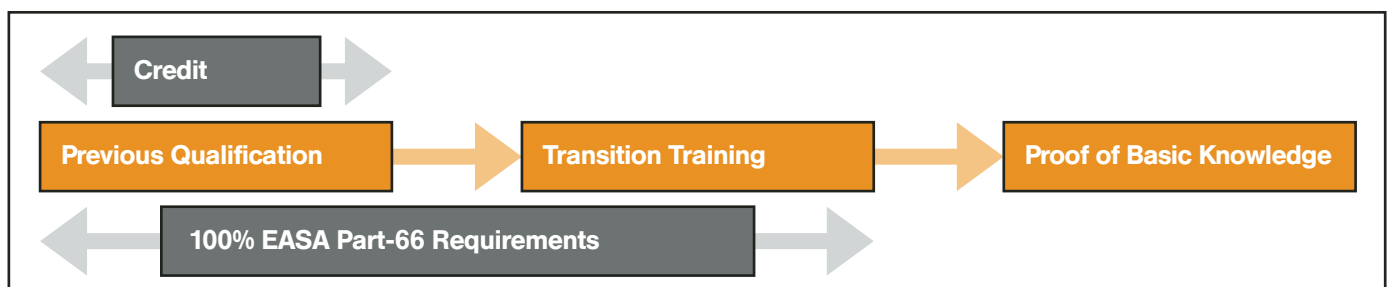 Credit
Previous Qualification
Transition Training
Proof of Basic Knowledge
100% EASA Part-66 Requirements